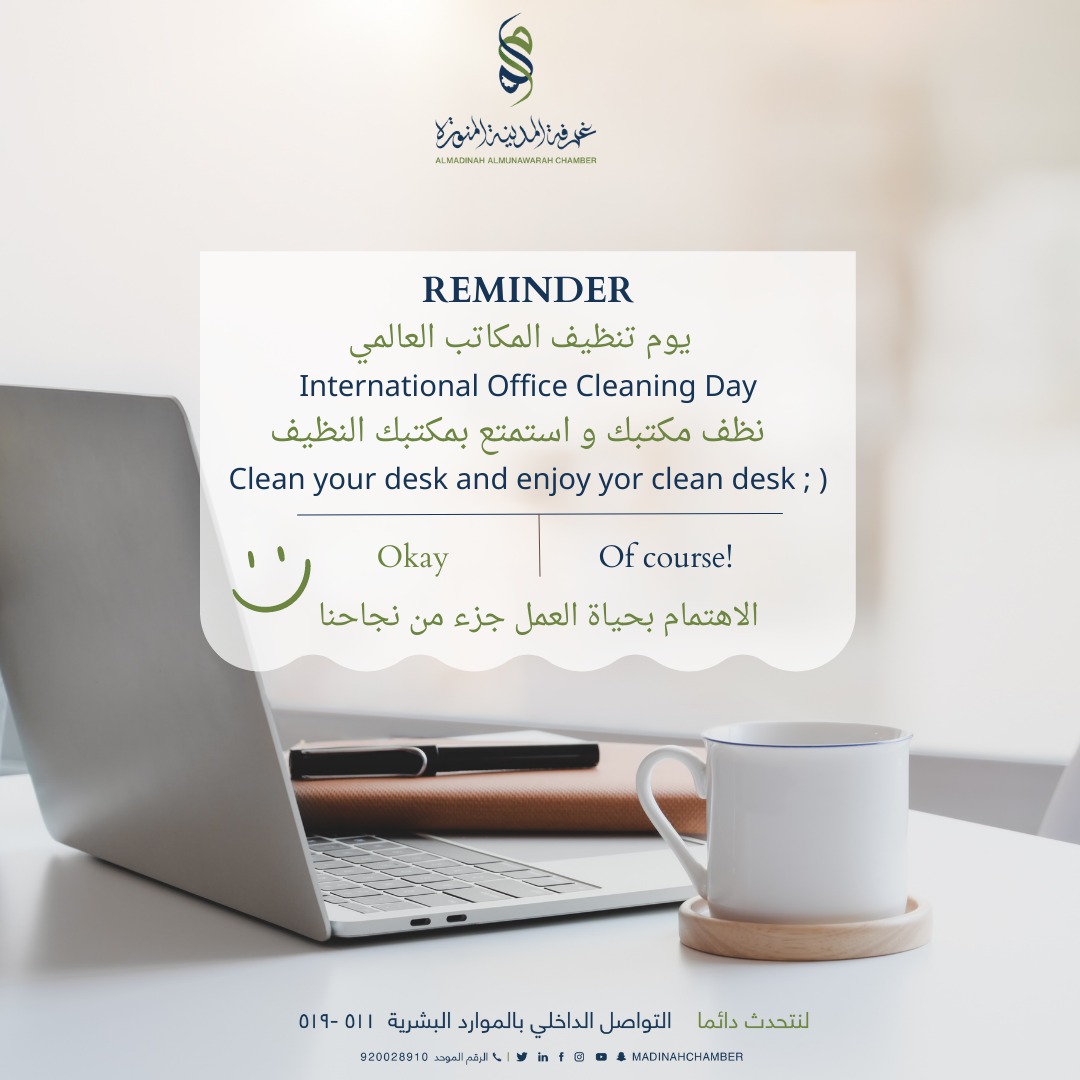 غرفة المدينة المنورة
ALMADINAH ALMUNAWARAH CHAMBER
REMINDER
يوم تنظيف المكاتب العالمي
International Office Cleaning Day
نظف مكتبك و استمتع بمكتبك النظيف
Clean your desk and enjoy yor clean desk ; )
Okay
Of course!
الاهتمام بحياة العمل جزء من نجاحنا
لنتحدث دائما التواصل الداخلي بالموارد البشرية ٥١١ -٥١٩
920028910 الرقم الموحد | MADINAHCHAMBER